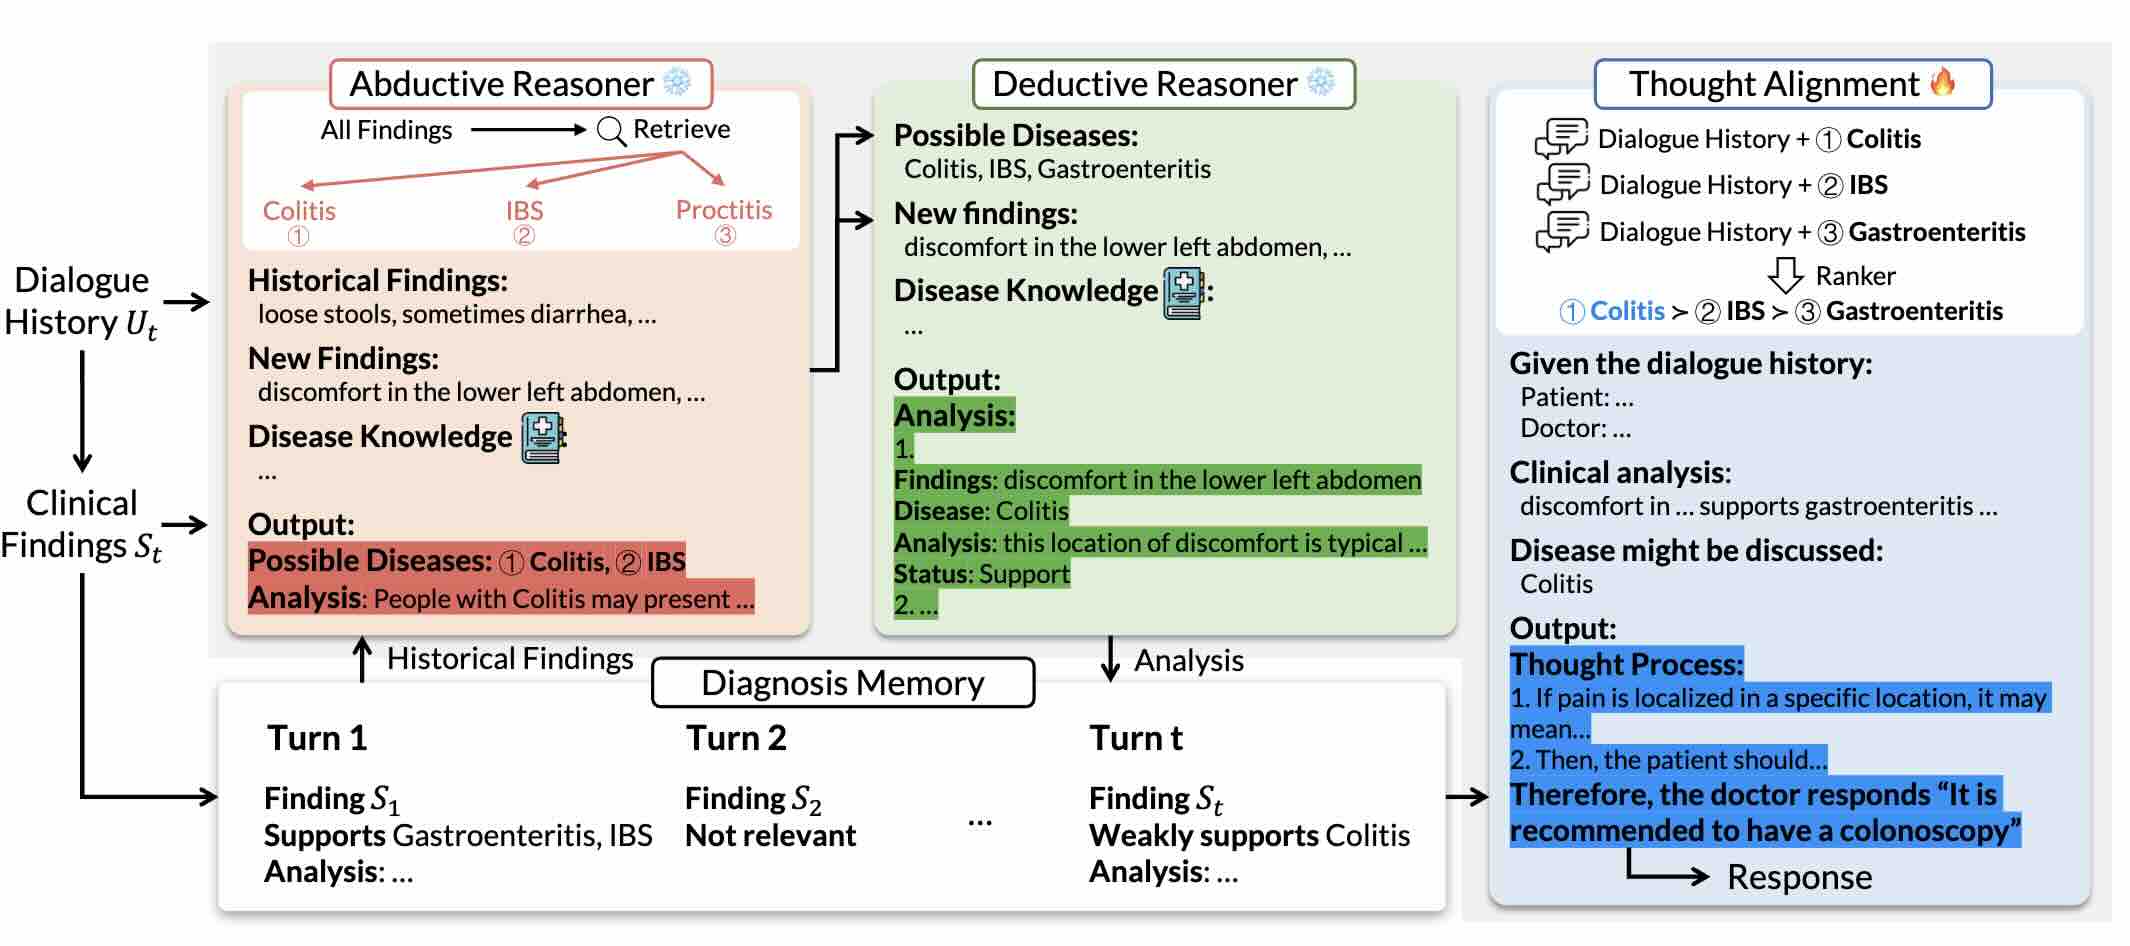 Dialogue
History U_t
Clinical
Findings S_t
Abductive Reasoner
All Findings
Retrieve
Colitis
IBS
Proctitis
①
②
③
Historical Findings:
loose stools, sometimes diarrhea, ...
New Findings:
discomfort in the lower left abdomen, ...
Disease Knowledge :
...
Output:
Possible Diseases: ① Colitis, ② IBS
Analysis: People with Colitis may present ...
Deductive Reasoner
Possible Diseases:
Colitis, IBS, Gastroenteritis
New findings:
discomfort in the lower left abdomen, ...
Disease Knowledge :
...
Output:
Analysis:
1.
Findings: discomfort in the lower left abdomen
Disease: Colitis
Analysis: this location of discomfort is typical ...
Status: Support
2. ...
Historical Findings
Analysis
Diagnosis Memory
Turn 1
Finding S_1
Supports Gastroenteritis, IBS
Analysis: ...
Turn 2
Finding S_2
Not relevant
...
Turn t
Finding S_t
Weakly supports Colitis
Analysis: ...
Thought Alignment
Dialogue History + ① Colitis
Dialogue History + ② IBS
Dialogue History + ③ Gastroenteritis
Ranker
① Colitis ≻ ② IBS ≻ ③ Gastroenteritis
Given the dialogue history:
Patient: ...
Doctor: ...
Clinical analysis:
discomfort in ... supports gastroenteritis ...
Disease might be discussed:
Colitis
Output:
Thought Process:
1. If pain is localized in a specific location, it may
mean...
2. Then, the patient should...
Therefore, the doctor responds “It is
recommended to have a colonoscopy”
Response